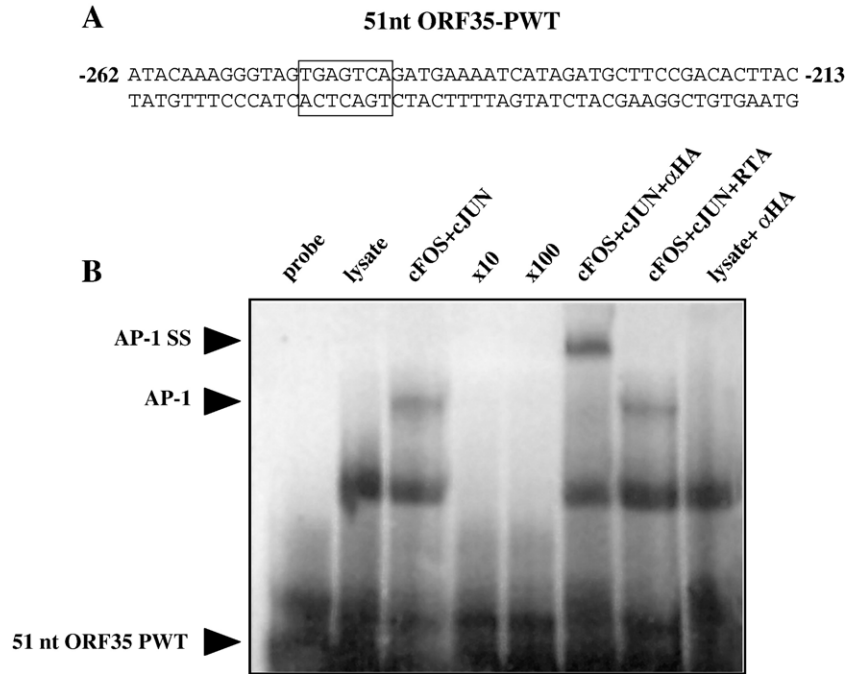 A
51nt ORF35-PWT
-262 ATACAAAGGGTAGTGAGTCAGATGAAAATCATAGATGCTTCCGACACTTAC -213
TATGTTTCCCATCACTCAGTCTACTTTTAGTATCTACGAAGGCTGTGAATG
B
probe
lysate
cFOS+cJUN
x10
x100
cFOS+cJUN+αHA
cFOS+cJUN+RTA
lysate+ αHA
AP-1 SS
AP-1
51 nt ORF35 PWT